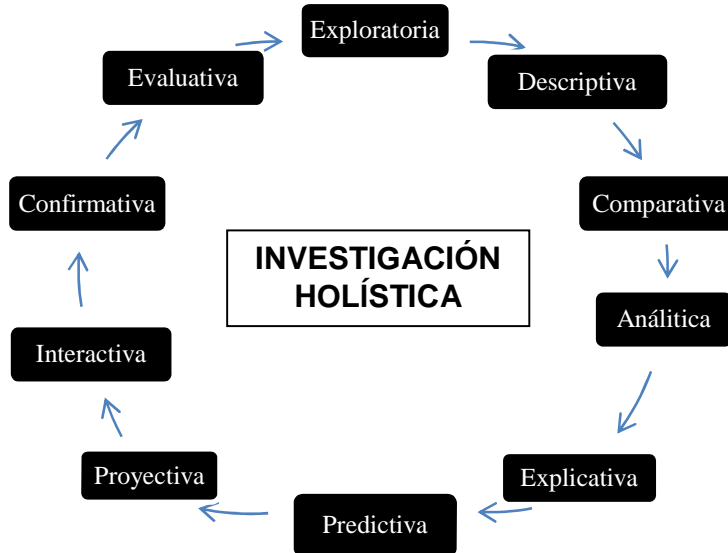 Exploratoria
Descriptiva
Comparativa
Análitica
Explicativa
Predictiva
Proyectiva
Interactiva
Confirmativa
Evaluativa
INVESTIGACIÓN
HOLÍSTICA